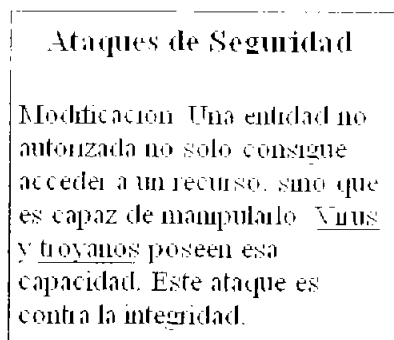 Ataques de Seguridad
Modificación. Una entidad no
autorizada no solo consigue
acceder a un recurso, sino que
es capaz de manipularlo. Virus
y troyanos poseen esa
capacidad. Este ataque es
contra la integridad.